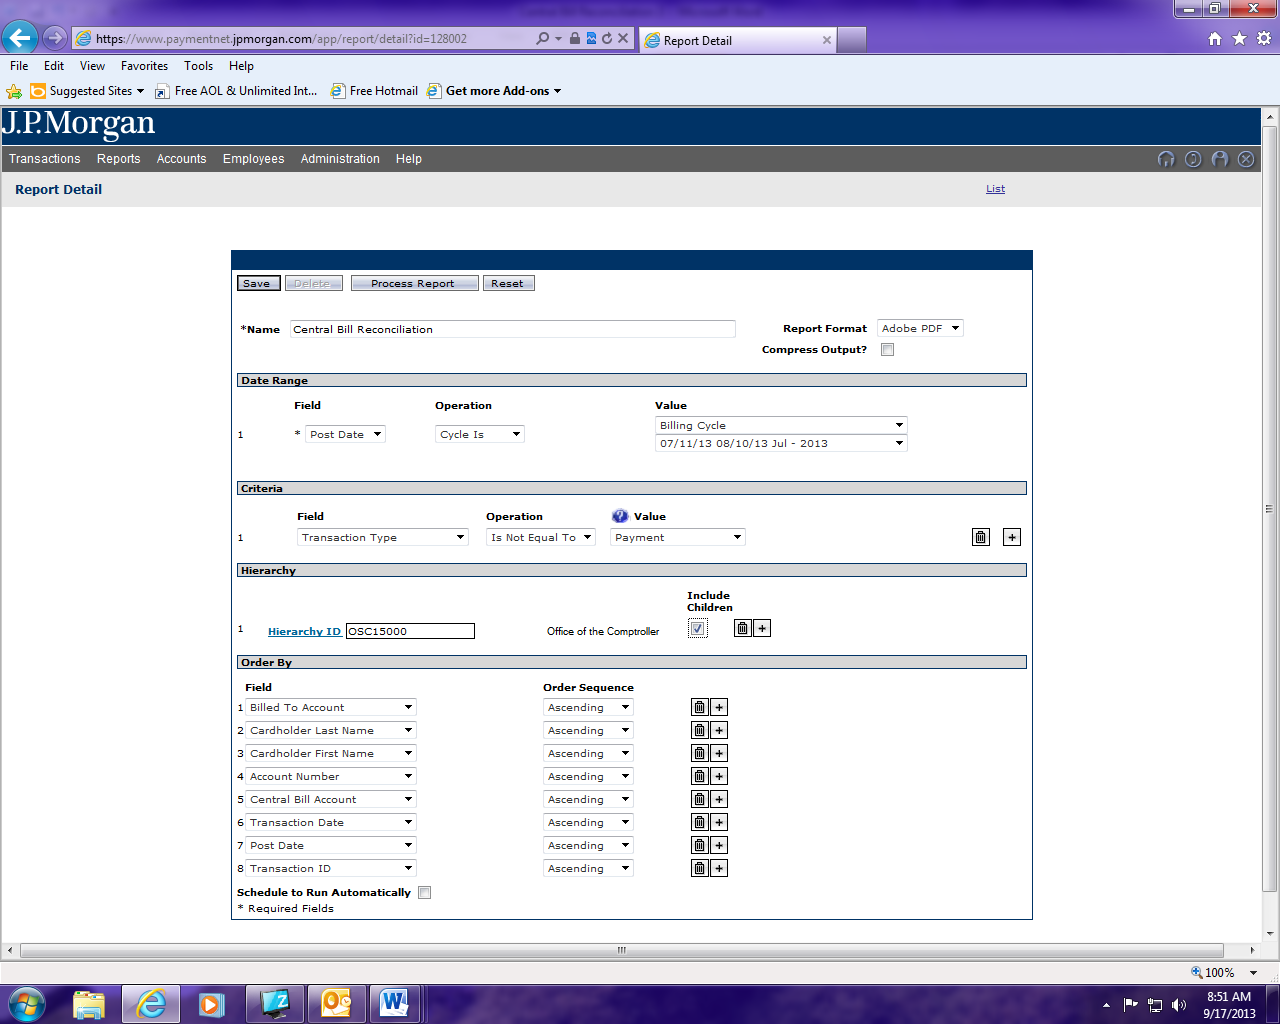 https://www.paymentnet.jpmorgan.com/app/report/detail?id=128002
Report Detail
File Edit View Favorites Tools Help
Suggested Sites Free AOL & Unlimited Int... Free Hotmail Get more Add-ons
J.P.Morgan
Transactions Reports Accounts Employees Administration Help
Report Detail List
Save Delete Process Report Reset
*Name Central Bill Reconciliation Report Format Adobe PDF
Compress Output?
Date Range
Field Operation Value
Billing Cycle
1 * Post Date Cycle Is
07/11/13 08/10/13 Jul - 2013
Criteria
Field Operation ? Value
1 Transaction Type Is Not Equal To Payment +
Hierarchy
Include
Children
1 Hierarchy ID OSC15000 Office of the Comptroller +
Order By
Field Order Sequence
1 Billed To Account Ascending +
2 Cardholder Last Name Ascending +
3 Cardholder First Name Ascending +
4 Account Number Ascending +
5 Central Bill Account Ascending +
6 Transaction Date Ascending +
7 Post Date Ascending +
8 Transaction ID Ascending +
Schedule to Run Automatically
* Required Fields
100%
8:51 AM
9/17/2013